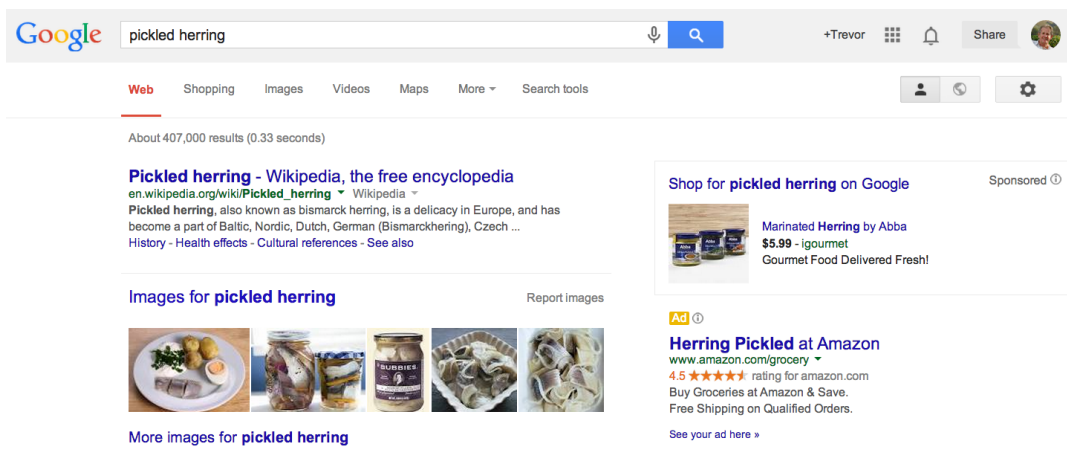 Google
pickled herring
+Trevor
Share
Web Shopping Images Videos Maps More Search tools
About 407,000 results (0.33 seconds)
Pickled herring - Wikipedia, the free encyclopedia
en.wikipedia.org/wiki/Pickled_herring Wikipedia
Pickled herring, also known as bismarck herring, is a delicacy in Europe, and has
become a part of Baltic, Nordic, Dutch, German (Bismarckhering), Czech ...
History - Health effects - Cultural references - See also
Images for pickled herring
Report images
BUBBIES
More images for pickled herring
Shop for pickled herring on Google
Sponsored
Abba Abba
Marinated Herring by Abba
$5.99 - igourmet
Gourmet Food Delivered Fresh!
Ad
Herring Pickled at Amazon
www.amazon.com/grocery
4.5 rating for amazon.com
Buy Groceries at Amazon & Save.
Free Shipping on Qualified Orders.
See your ad here »